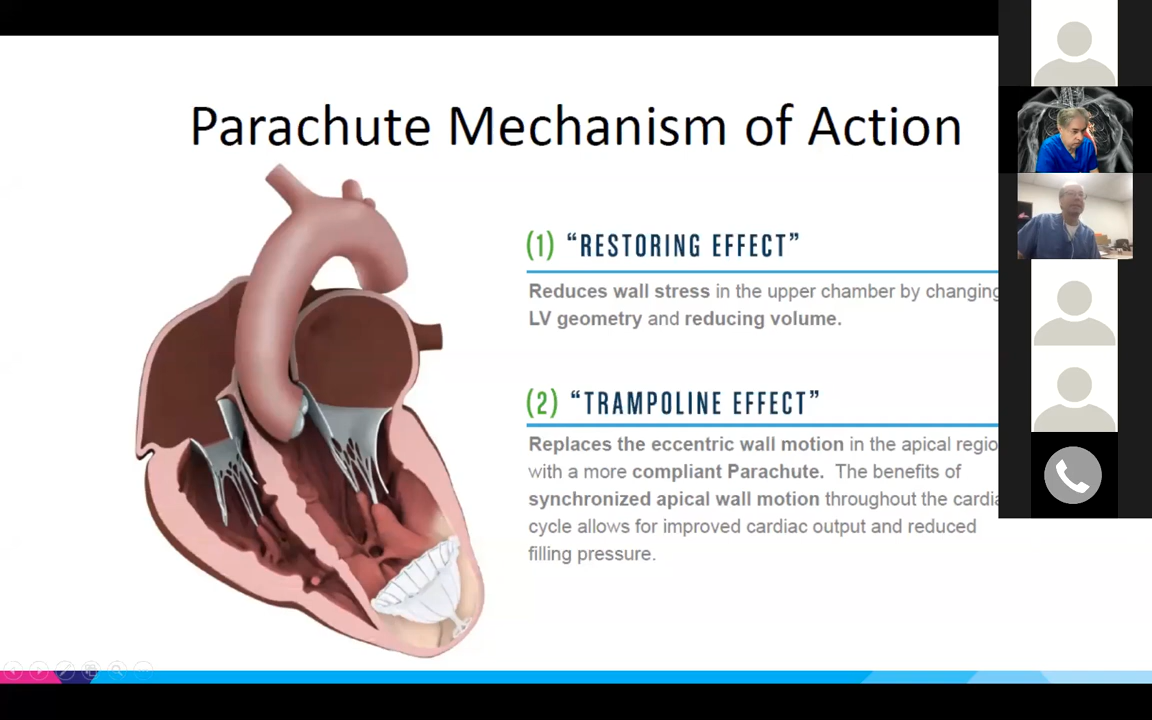 Parachute Mechanism of Action
(1) “RESTORING EFFECT”
Reduces wall stress in the upper chamber by changing
LV geometry and reducing volume.
(2) “TRAMPOLINE EFFECT”
Replaces the eccentric wall motion in the apical regio
with a more compliant Parachute. The benefits of
synchronized apical wall motion throughout the cardia
cycle allows for improved cardiac output and reduced
filling pressure.